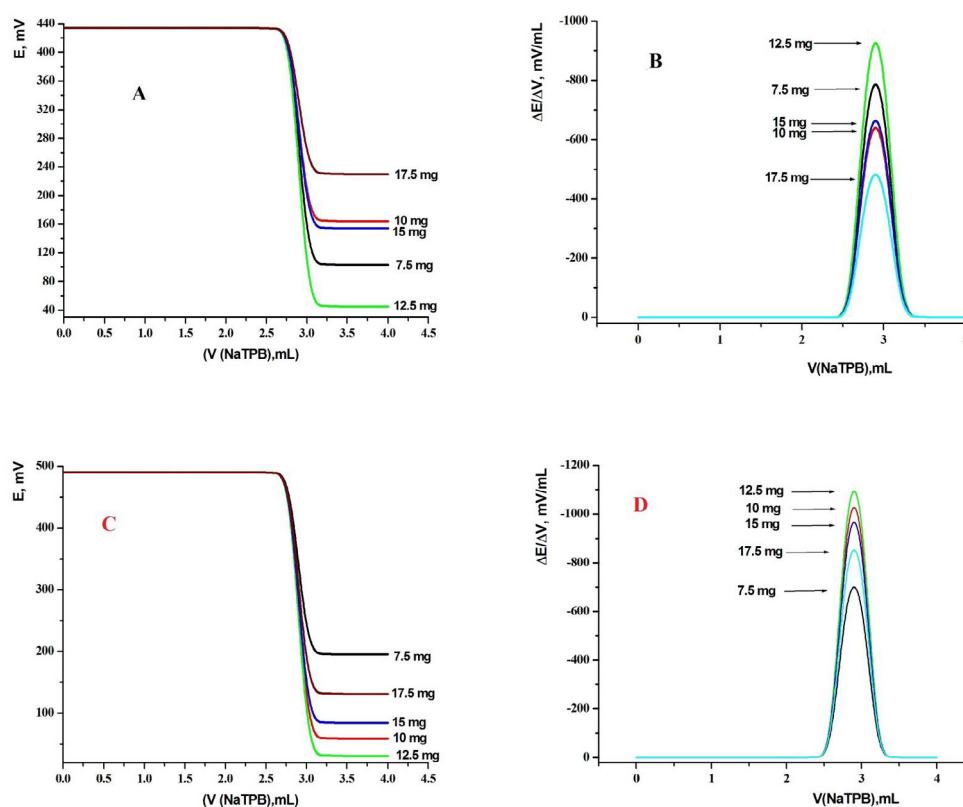 440
400
360
320
280
240
200
160
120
80
40
E, mV
A
17.5 mg
10 mg
15 mg
7.5 mg
12.5 mg
0.0 0.5 1.0 1.5 2.0 2.5 3.0 3.5 4.0 4.5
(V (NaTPB),mL)
-1000
-800
-600
-400
-200
0
ΔE/ΔV, mV/mL
B
12.5 mg
7.5 mg
15 mg
10 mg
17.5 mg
0 1 2 3
V(NaTPB),mL
500
400
300
200
100
E, mV
C
7.5 mg
17.5 mg
15 mg
10 mg
12.5 mg
0.0 0.5 1.0 1.5 2.0 2.5 3.0 3.5 4.0 4.5
(V (NaTPB),mL)
-1200
-1000
-800
-600
-400
-200
0
ΔE/ΔV, mV/mL
D
12.5 mg
10 mg
15 mg
17.5 mg
7.5 mg
0 1 2 3 4
V(NaTPB),mL